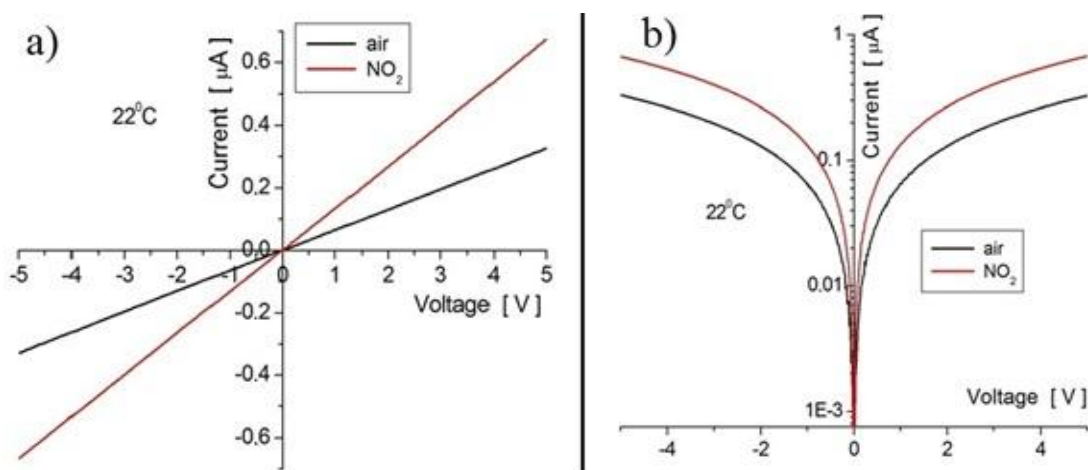 a)
air
NO₂
22⁰C
Current [ µA ]
0.6
0.4
0.2
0.0
-0.2
-0.4
-0.6
-5 -4 -3 -2 -1 0 1 2 3 4 5
Voltage [ V ]
b)
1
0.1
0.01
1E-3
Current [ µA ]
22⁰C
air
NO₂
Voltage [ V ]
-4 -2 0 2 4